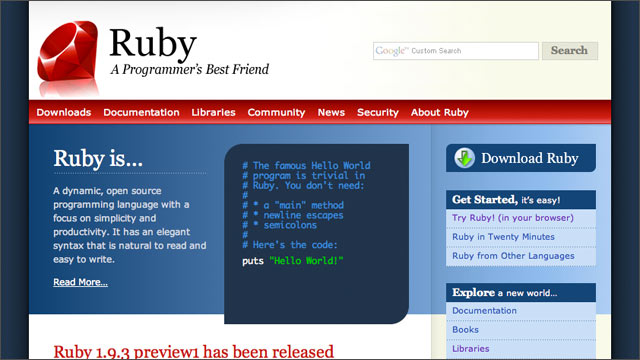 Ruby
A Programmer's Best Friend
Google™ Custom Search
Search
Downloads Documentation Libraries Community News Security About Ruby
Ruby is...
A dynamic, open source
programming language with a
focus on simplicity and
productivity. It has an elegant
syntax that is natural to read and
easy to write.
Read More...
# The famous Hello World
# program is trivial in
# Ruby. You don't need:
#
# * a "main" method
# * newline escapes
# * semicolons
#
# Here's the code:
puts "Hello World!"
Download Ruby
Get Started, it's easy!
Try Ruby! (in your browser)
Ruby in Twenty Minutes
Ruby from Other Languages
Explore a new world...
Documentation
Books
Libraries
Ruby 1.9.3 preview1 has been released